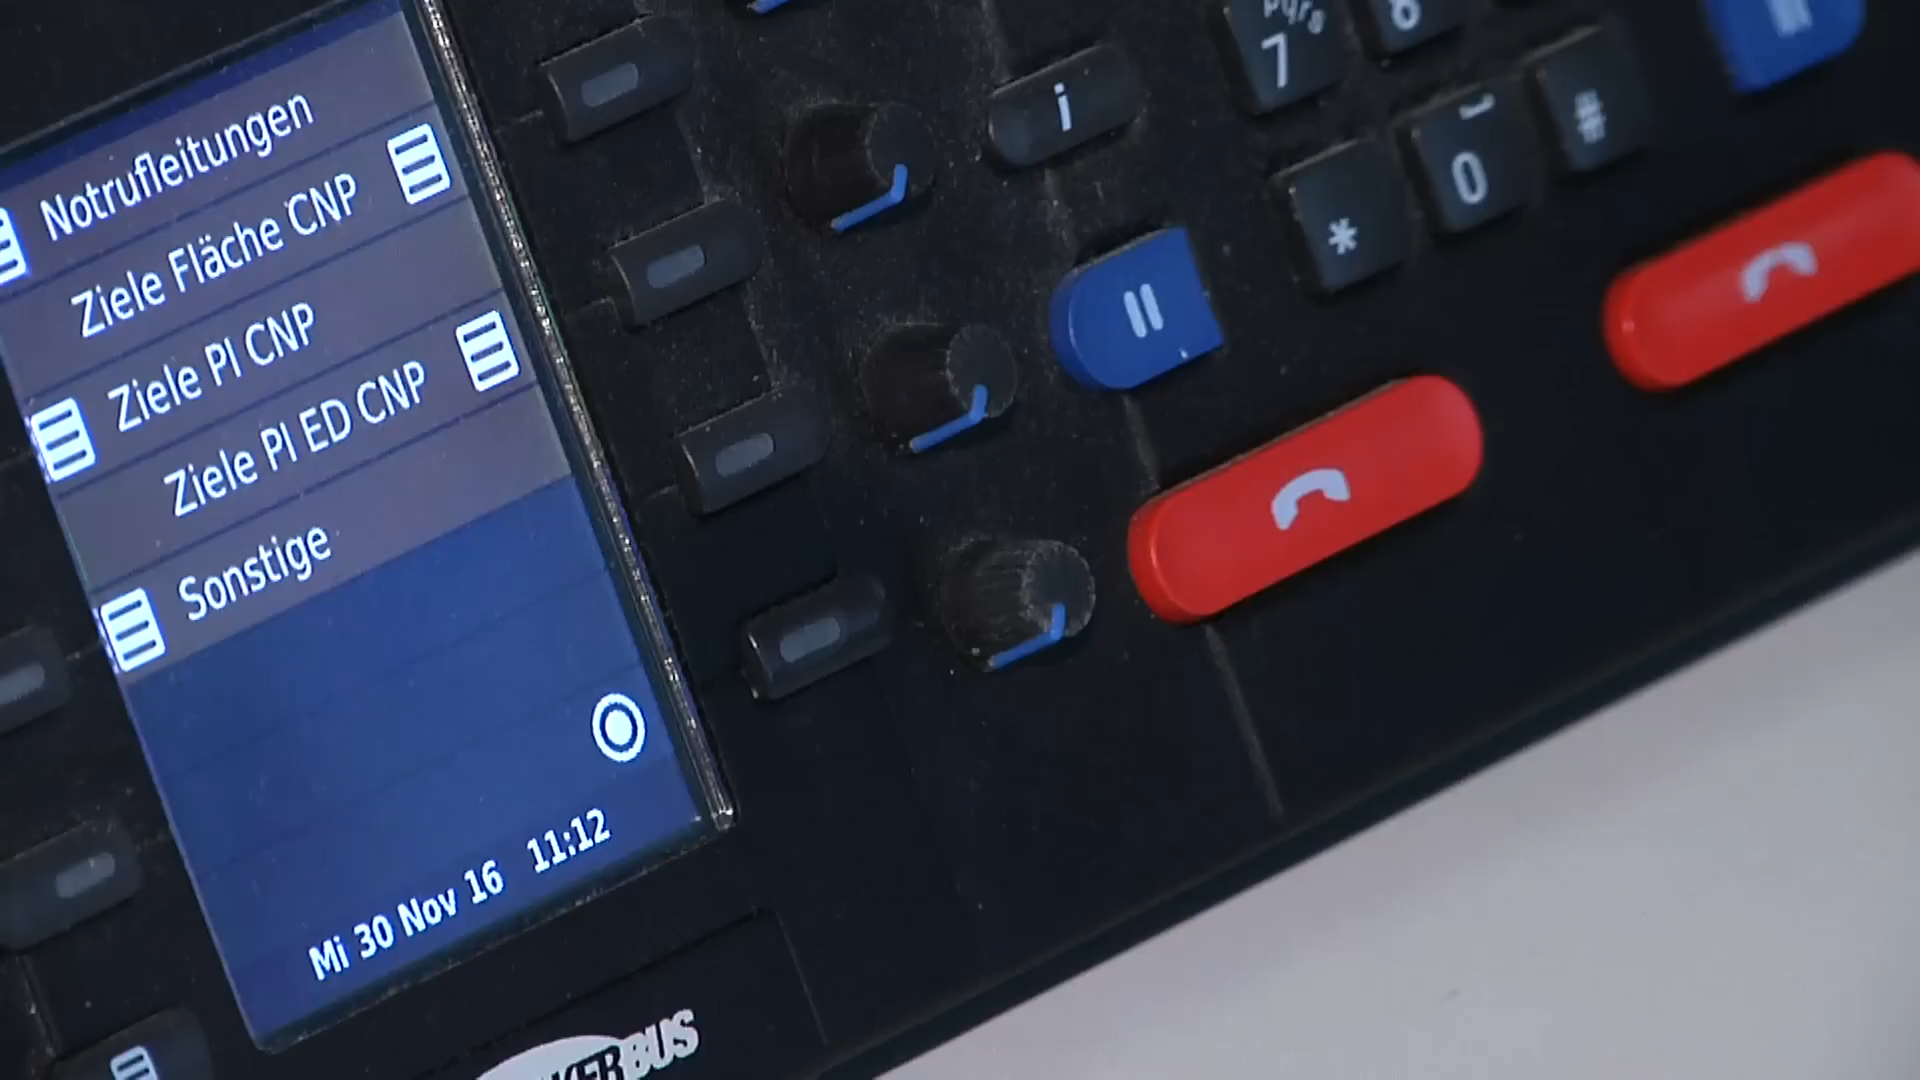 Notrufleitungen
Ziele Fläche CNP
Ziele PI CNP
Ziele PI ED CNP
Sonstige
Mi 30 Nov 16 11:12
i
pqrs
7
8
*
0
#